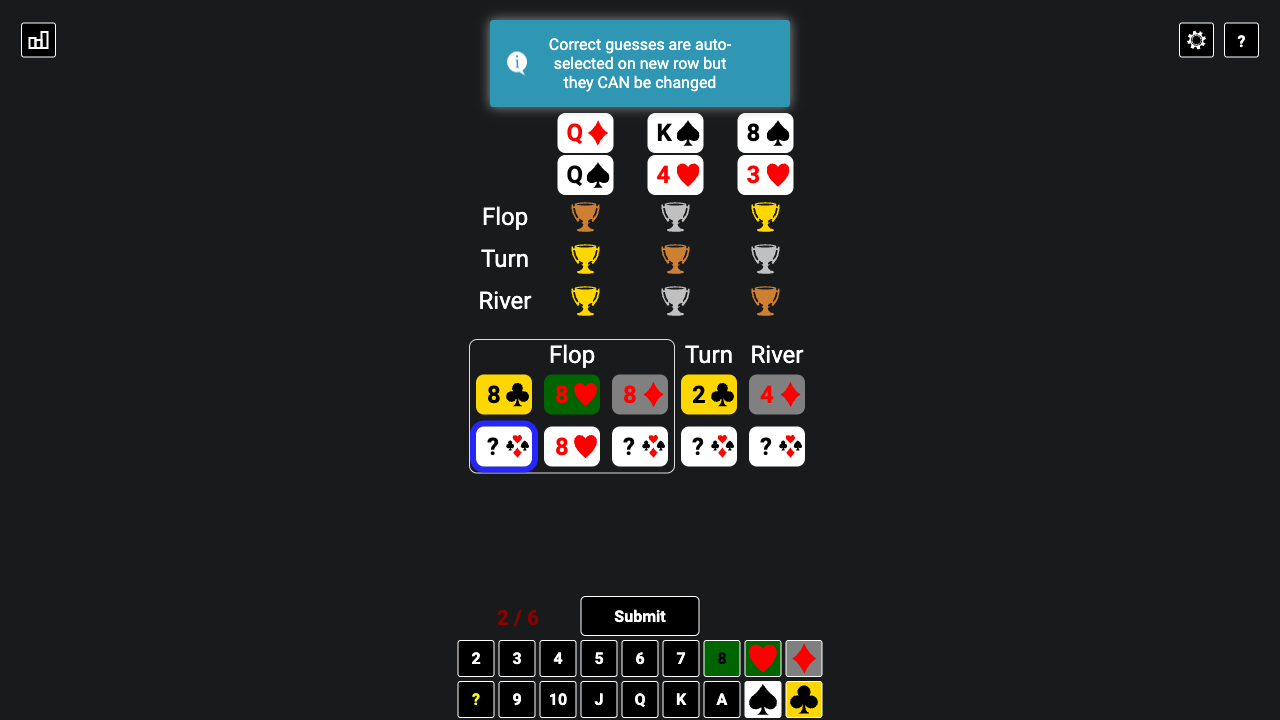 Correct guesses are auto-
selected on new row but
they CAN be changed
?
Q K 8
Q 4 3
Flop
Turn
River
Flop Turn River
8 8 8 2 4
? 8 ? ? ?
2 / 6 Submit
2 3 4 5 6 7 8
? 9 10 J Q K A